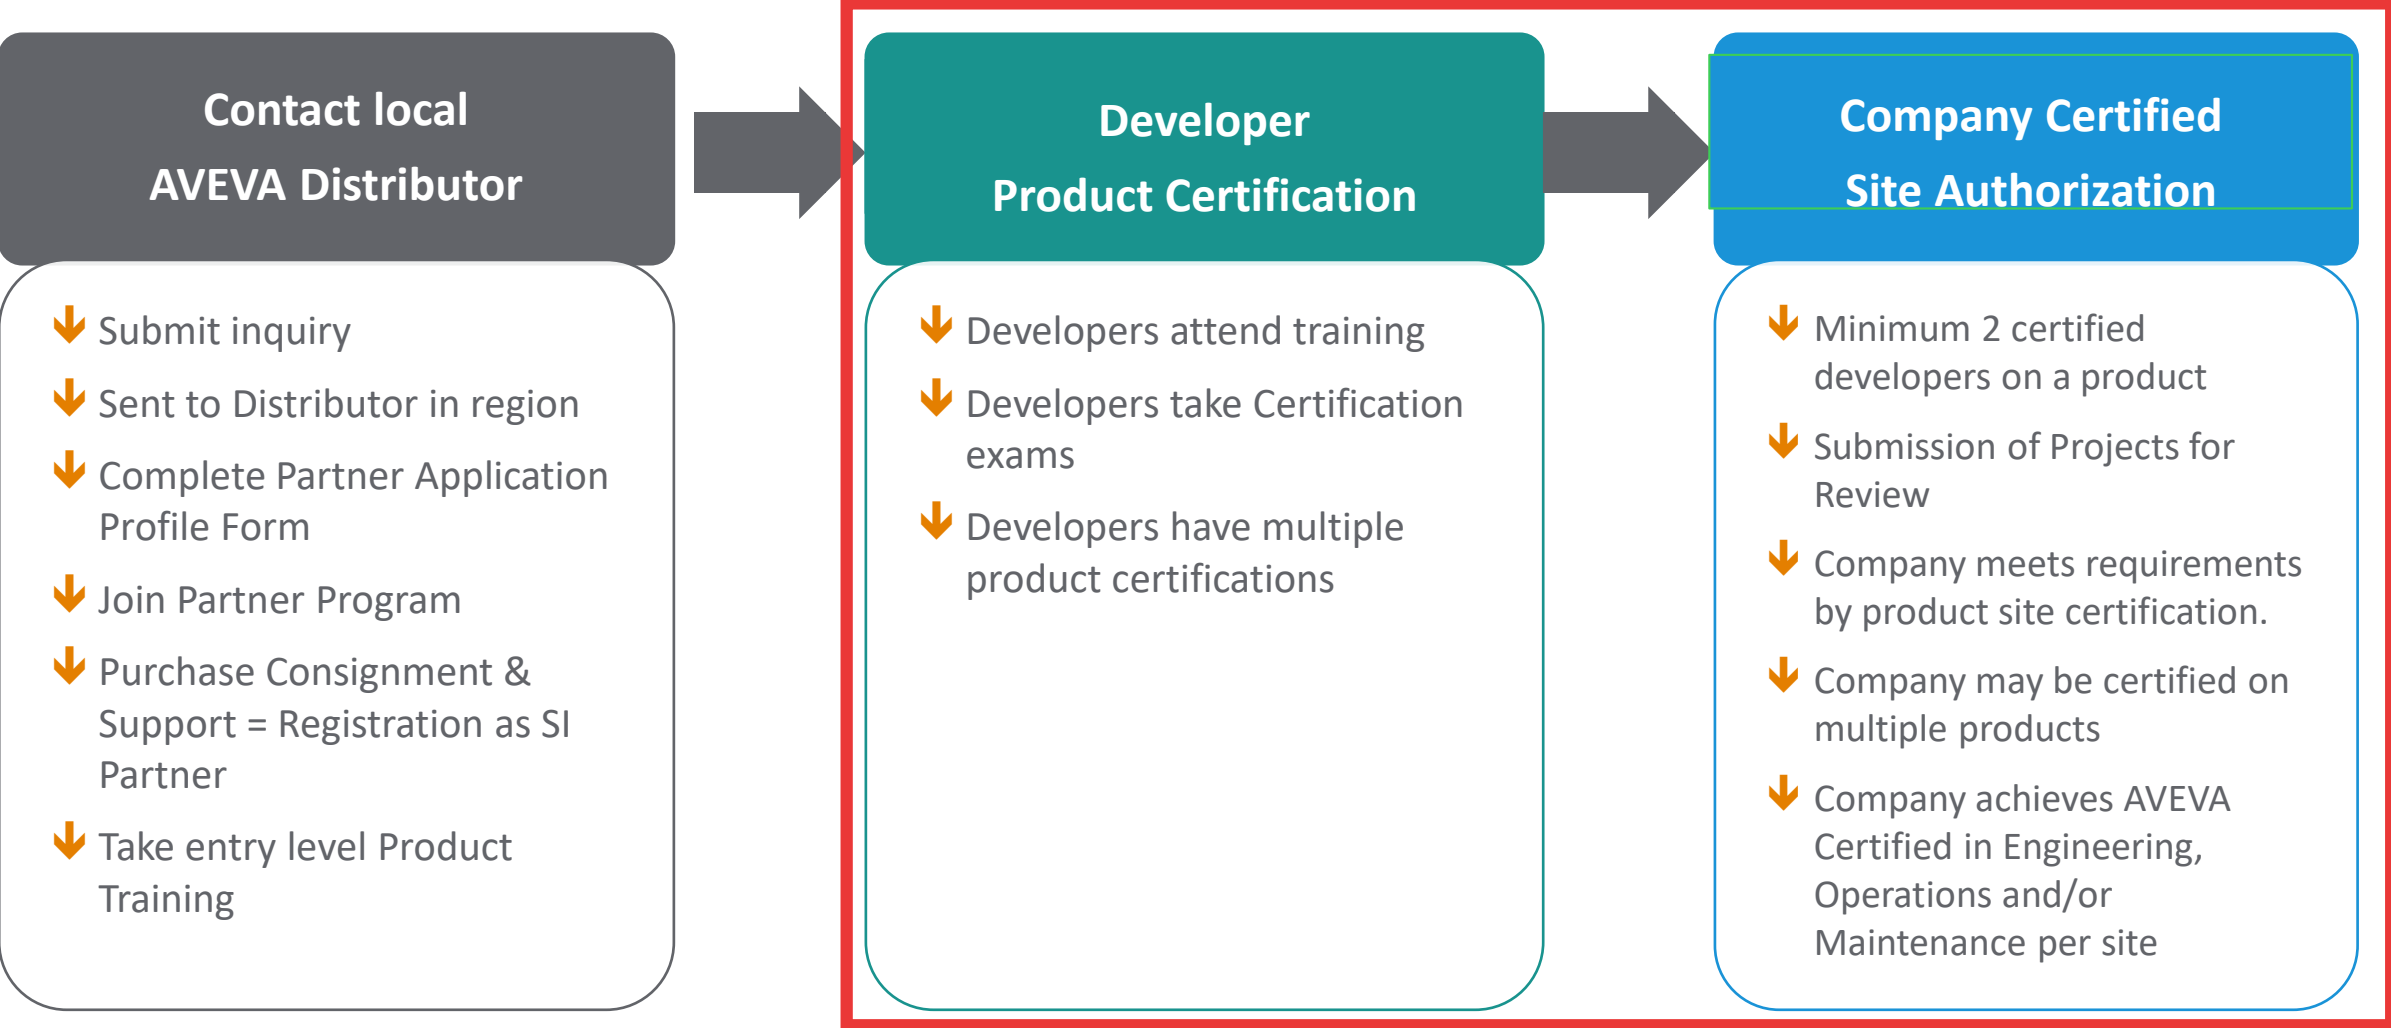 Contact local
AVEVA Distributor
Submit inquiry
Sent to Distributor in region
Complete Partner Application
Profile Form
Join Partner Program
Purchase Consignment &
Support = Registration as SI
Partner
Take entry level Product
Training
Developer
Product Certification
Developers attend training
Developers take Certification
exams
Developers have multiple
product certifications
Company Certified
Site Authorization
Minimum 2 certified
developers on a product
Submission of Projects for
Review
Company meets requirements
by product site certification.
Company may be certified on
multiple products
Company achieves AVEVA
Certified in Engineering,
Operations and/or
Maintenance per site